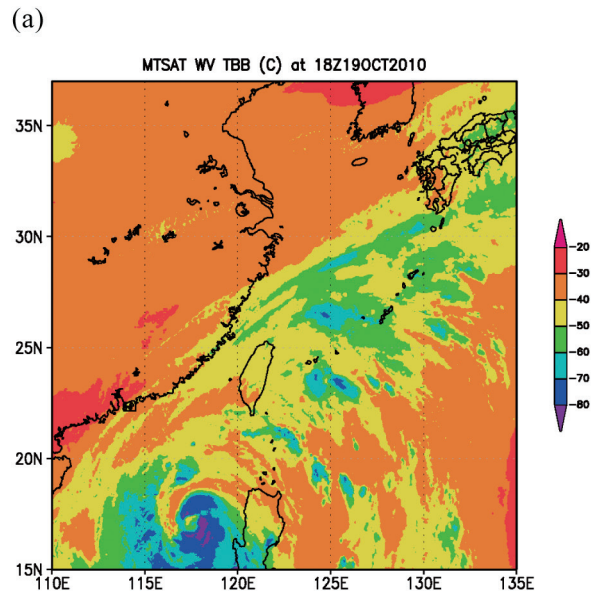 (a)
MTSAT WV TBB (C) at 18Z19OCT2010
35N
30N
25N
20N
15N
110E 115E 120E 125E 130E 135E
-20
-30
-40
-50
-60
-70
-80